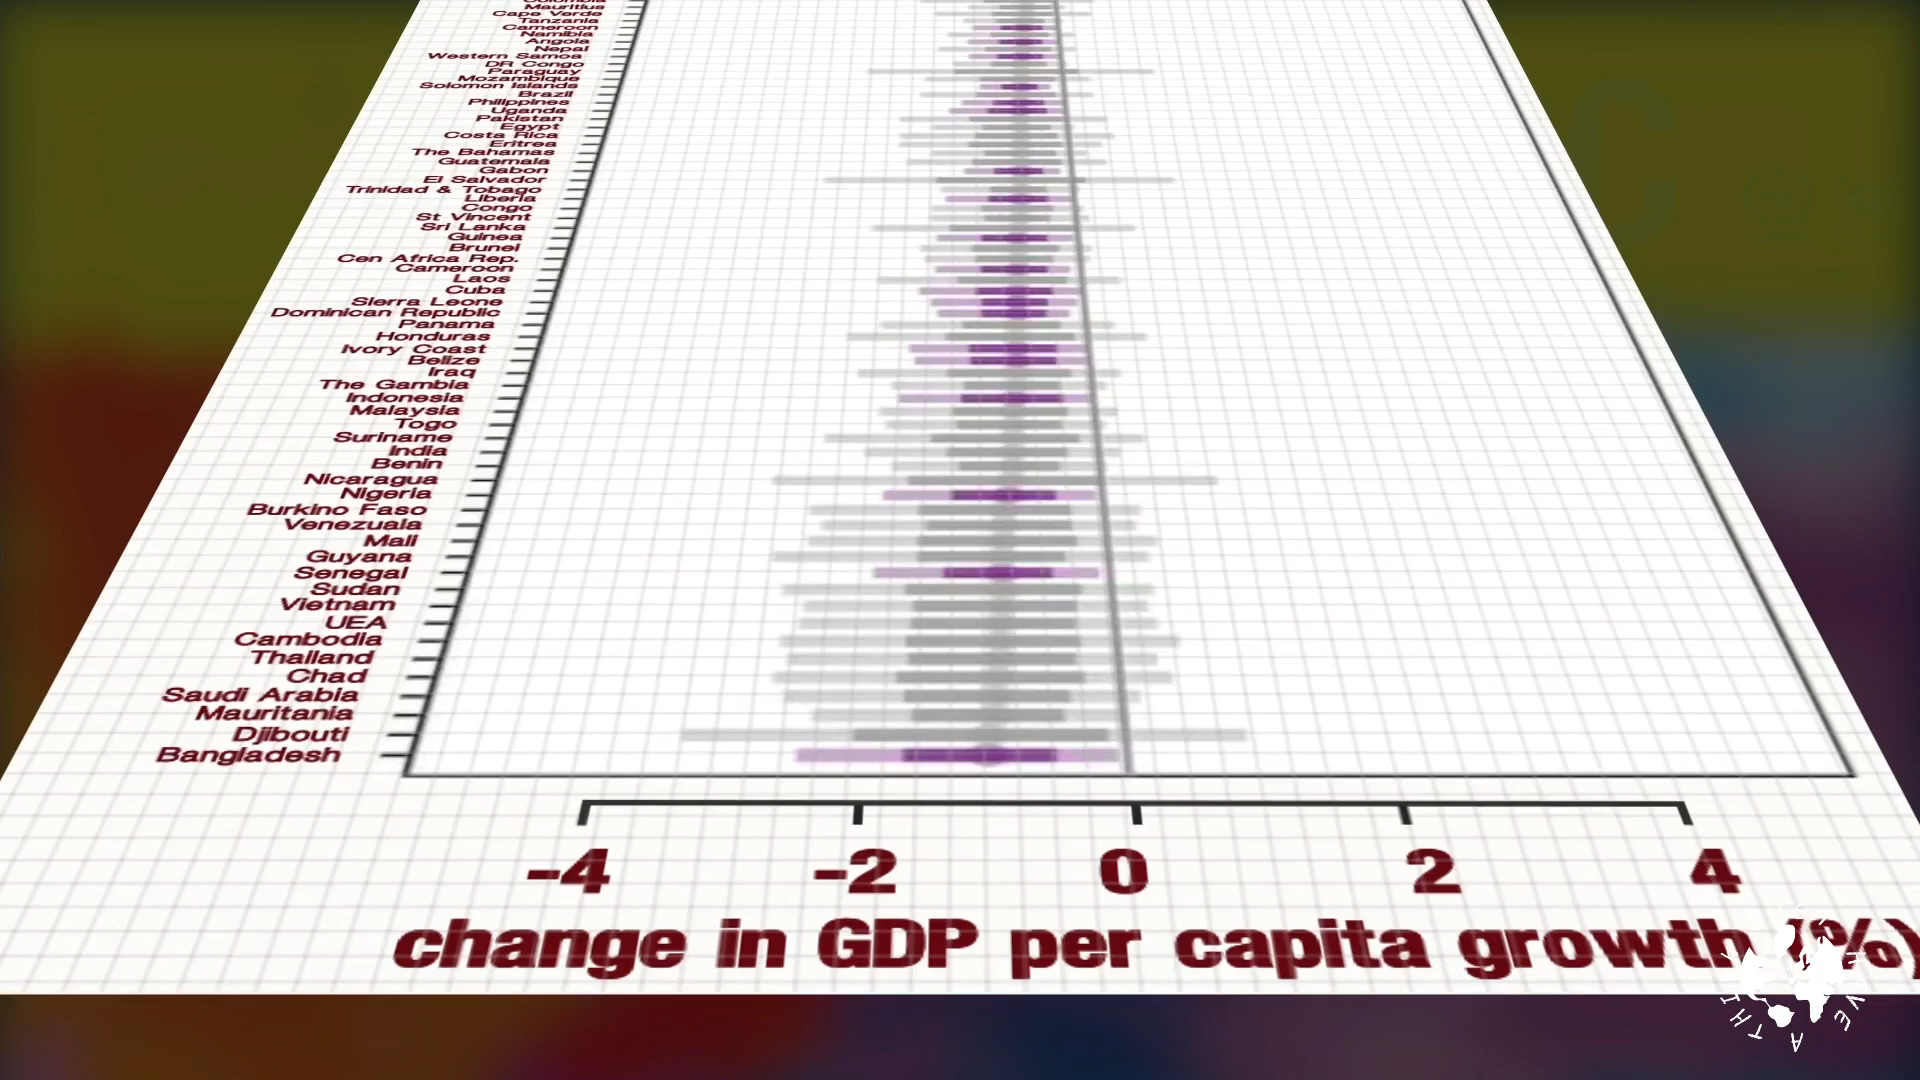 Colombia
Mauritius
Cape Verde
Tanzania
Cameroon
Namibia
Angola
Nepal
Western Samoa
DR Congo
Paraguay
Mozambique
Solomon Islands
Brazil
Philippines
Uganda
Pakistan
Egypt
Costa Rica
Eritrea
The Bahamas
Guatemala
Gabon
El Salvador
Trinidad & Tobago
Liberia
Congo
St Vincent
Sri Lanka
Guinea
Brunei
Cen Africa Rep.
Cameroon
Laos
Cuba
Sierra Leone
Dominican Republic
Panama
Honduras
Ivory Coast
Belize
Iraq
The Gambia
Indonesia
Malaysia
Togo
Suriname
India
Benin
Nicaragua
Nigeria
Burkino Faso
Venezuala
Mali
Guyana
Senegal
Sudan
Vietnam
UEA
Cambodia
Thailand
Chad
Saudi Arabia
Mauritania
Djibouti
Bangladesh
-4 -2 0 2 4
change in GDP per capita growth (%)